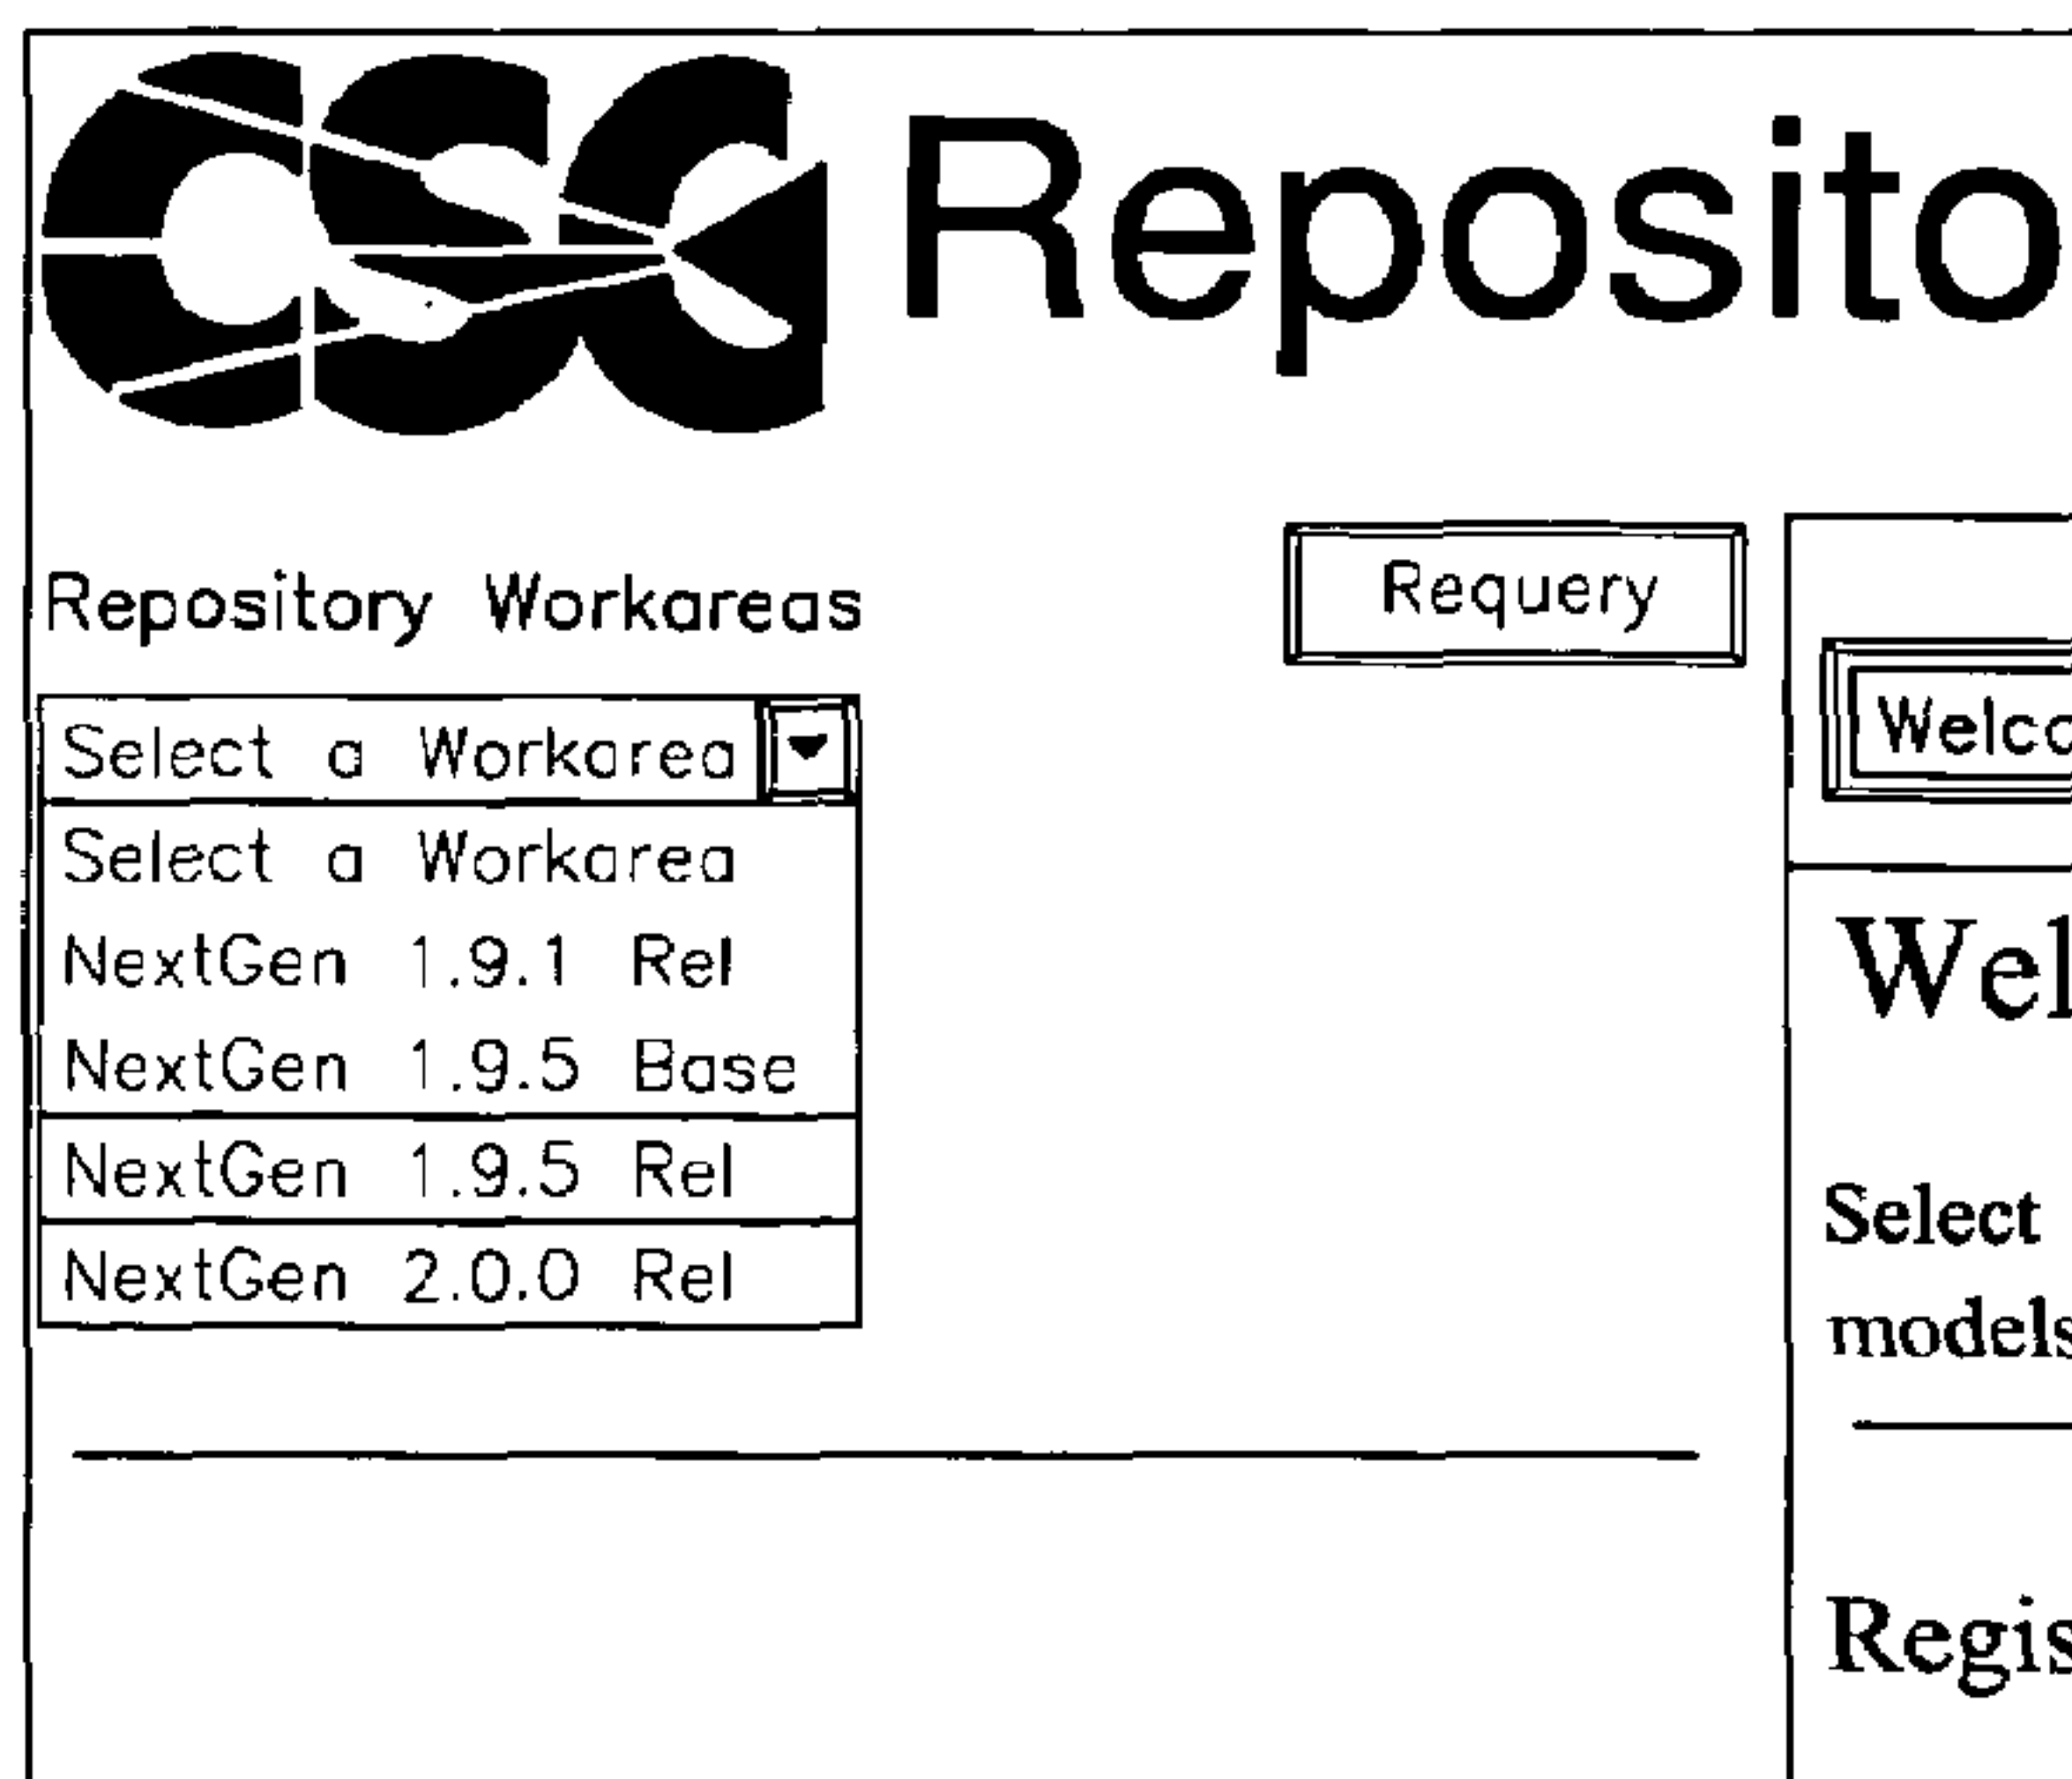 CSC Reposito
Repository Workareas
Requery
Select a Workarea
Select a Workarea
NextGen 1.9.1 Rel
NextGen 1.9.5 Base
NextGen 1.9.5 Rel
NextGen 2.0.0 Rel
Welco
Wel
Select
models
Regis